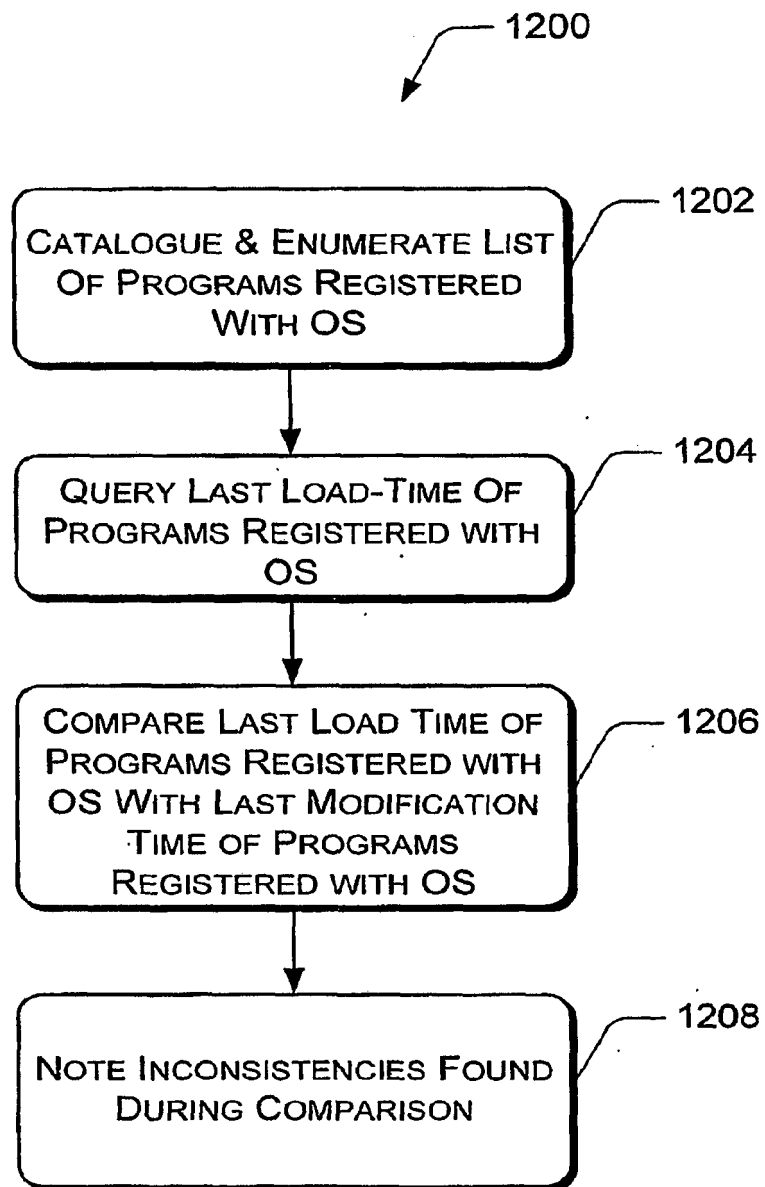 1200
1202
CATALOGUE & ENUMERATE LIST
OF PROGRAMS REGISTERED
WITH OS
1204
QUERY LAST LOAD-TIME OF
PROGRAMS REGISTERED WITH
OS
1206
COMPARE LAST LOAD TIME OF
PROGRAMS REGISTERED WITH
OS WITH LAST MODIFICATION
TIME OF PROGRAMS
REGISTERED WITH OS
1208
NOTE INCONSISTENCIES FOUND
DURING COMPARISON